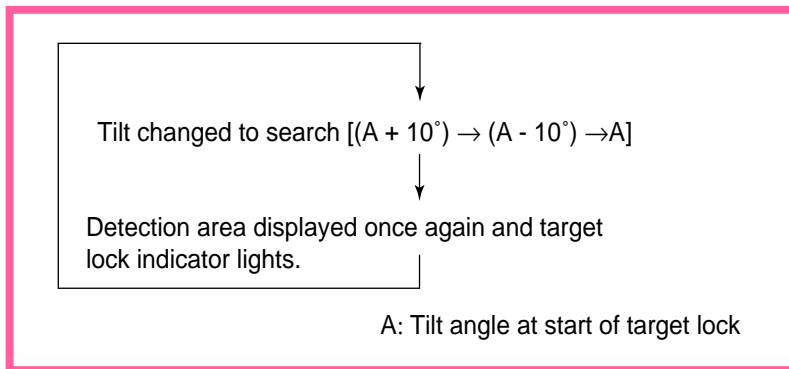 Tilt changed to search [(A + 10°) → (A - 10°) →A]
Detection area displayed once again and target
lock indicator lights.
A: Tilt angle at start of target lock